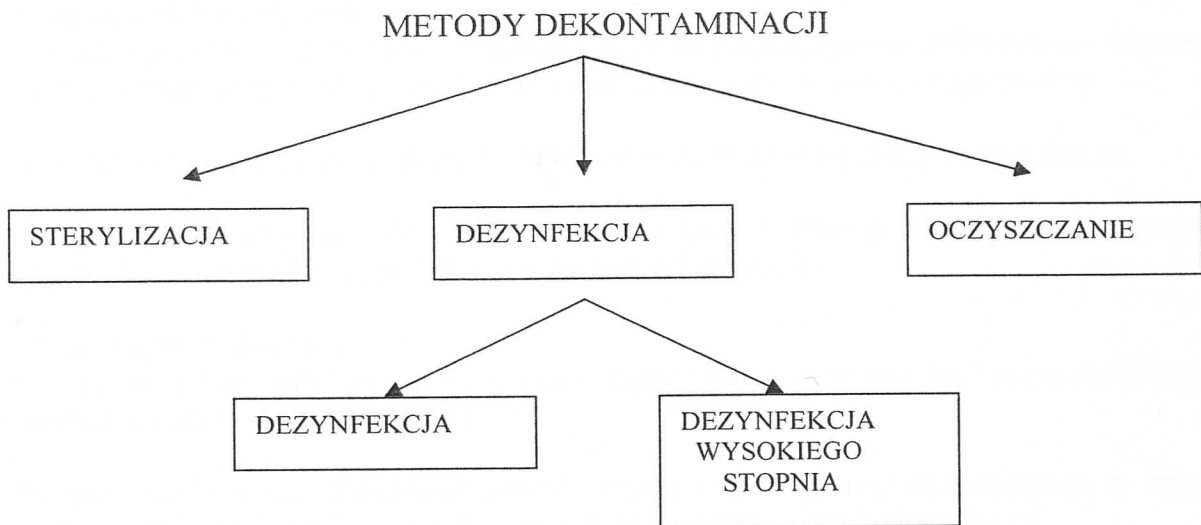 METODY DEKONTAMINACJI
STERYLIZACJA
DEZYNFEKCJA
OCZYSZCZANIE
DEZYNFEKCJA
DEZYNFEKCJA
WYSOKIEGO
STOPNIA